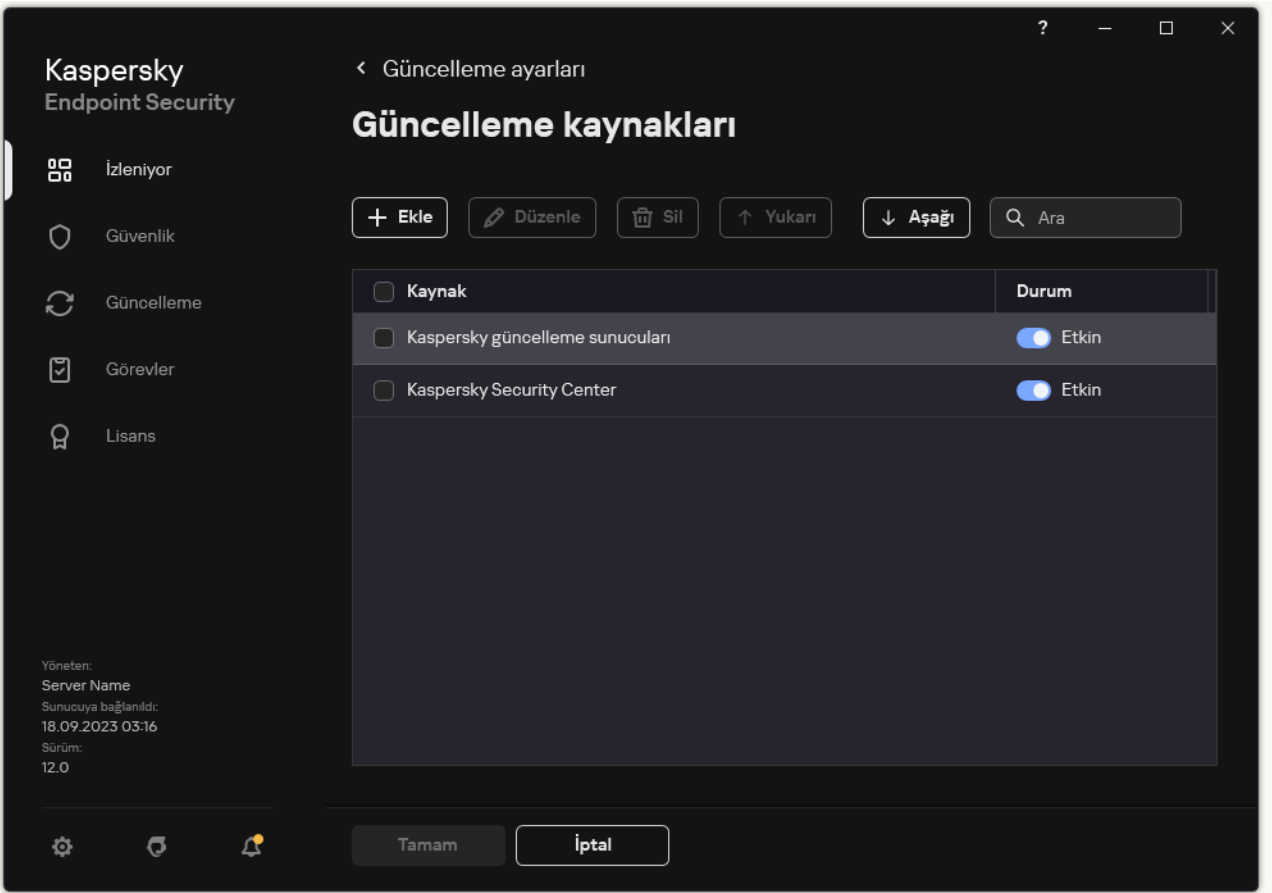 ?
Kaspersky
Endpoint Security
İzleniyor
Güvenlik
Güncelleme
Görevler
Lisans
Yöneten:
Server Name
Sunucuya bağlanıldı:
18.09.2023 03:16
Sürüm:
12.0
Güncelleme ayarları
Güncelleme kaynakları
Ekle Düzenle Sil Yukarı Aşağı Ara
Kaynak Durum
Kaspersky güncelleme sunucuları Etkin
Kaspersky Security Center Etkin
Tamam İptal